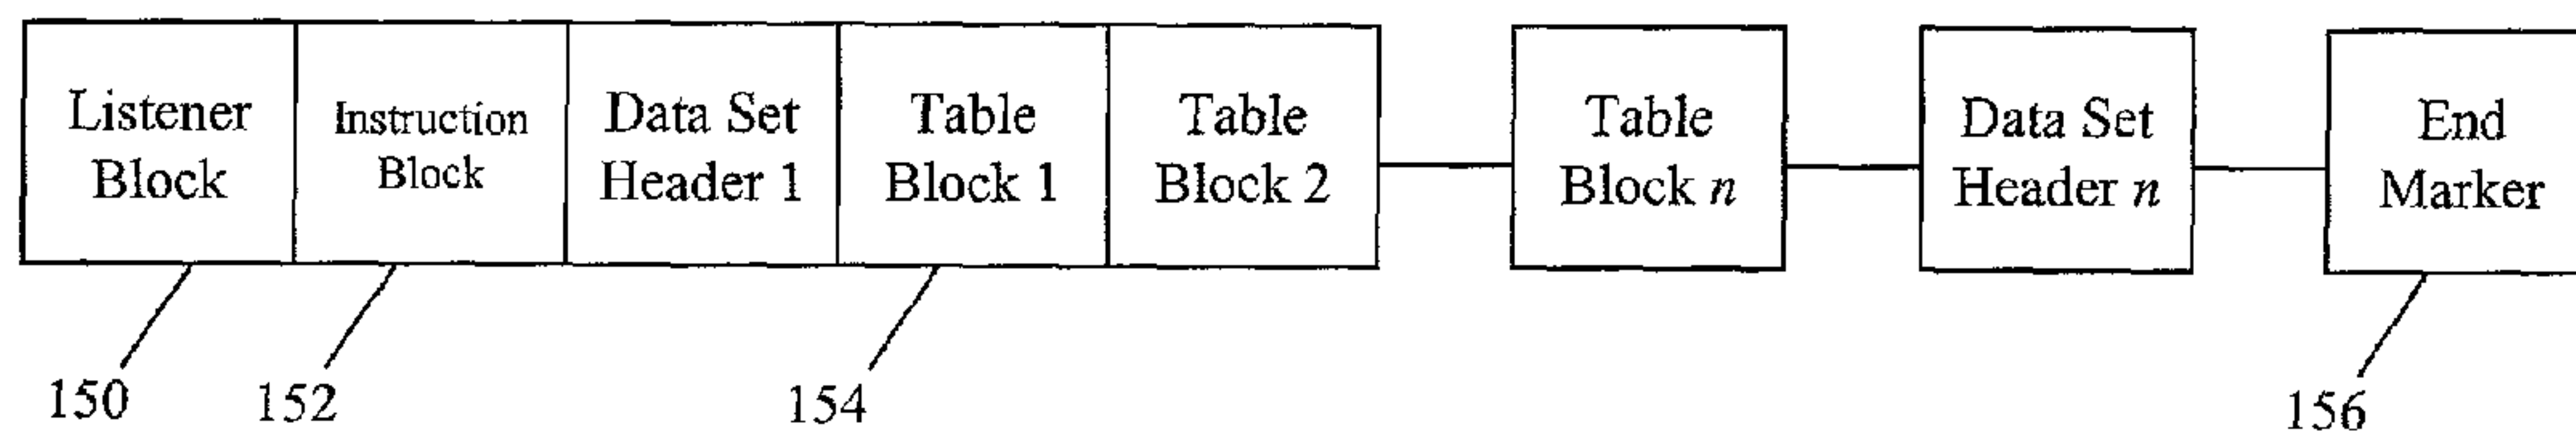 Listener
Block
Instruction
Block
Data Set
Header 1
Table
Block 1
Table
Block 2
Table
Block n
Data Set
Header n
End
Marker
150
152
154
156